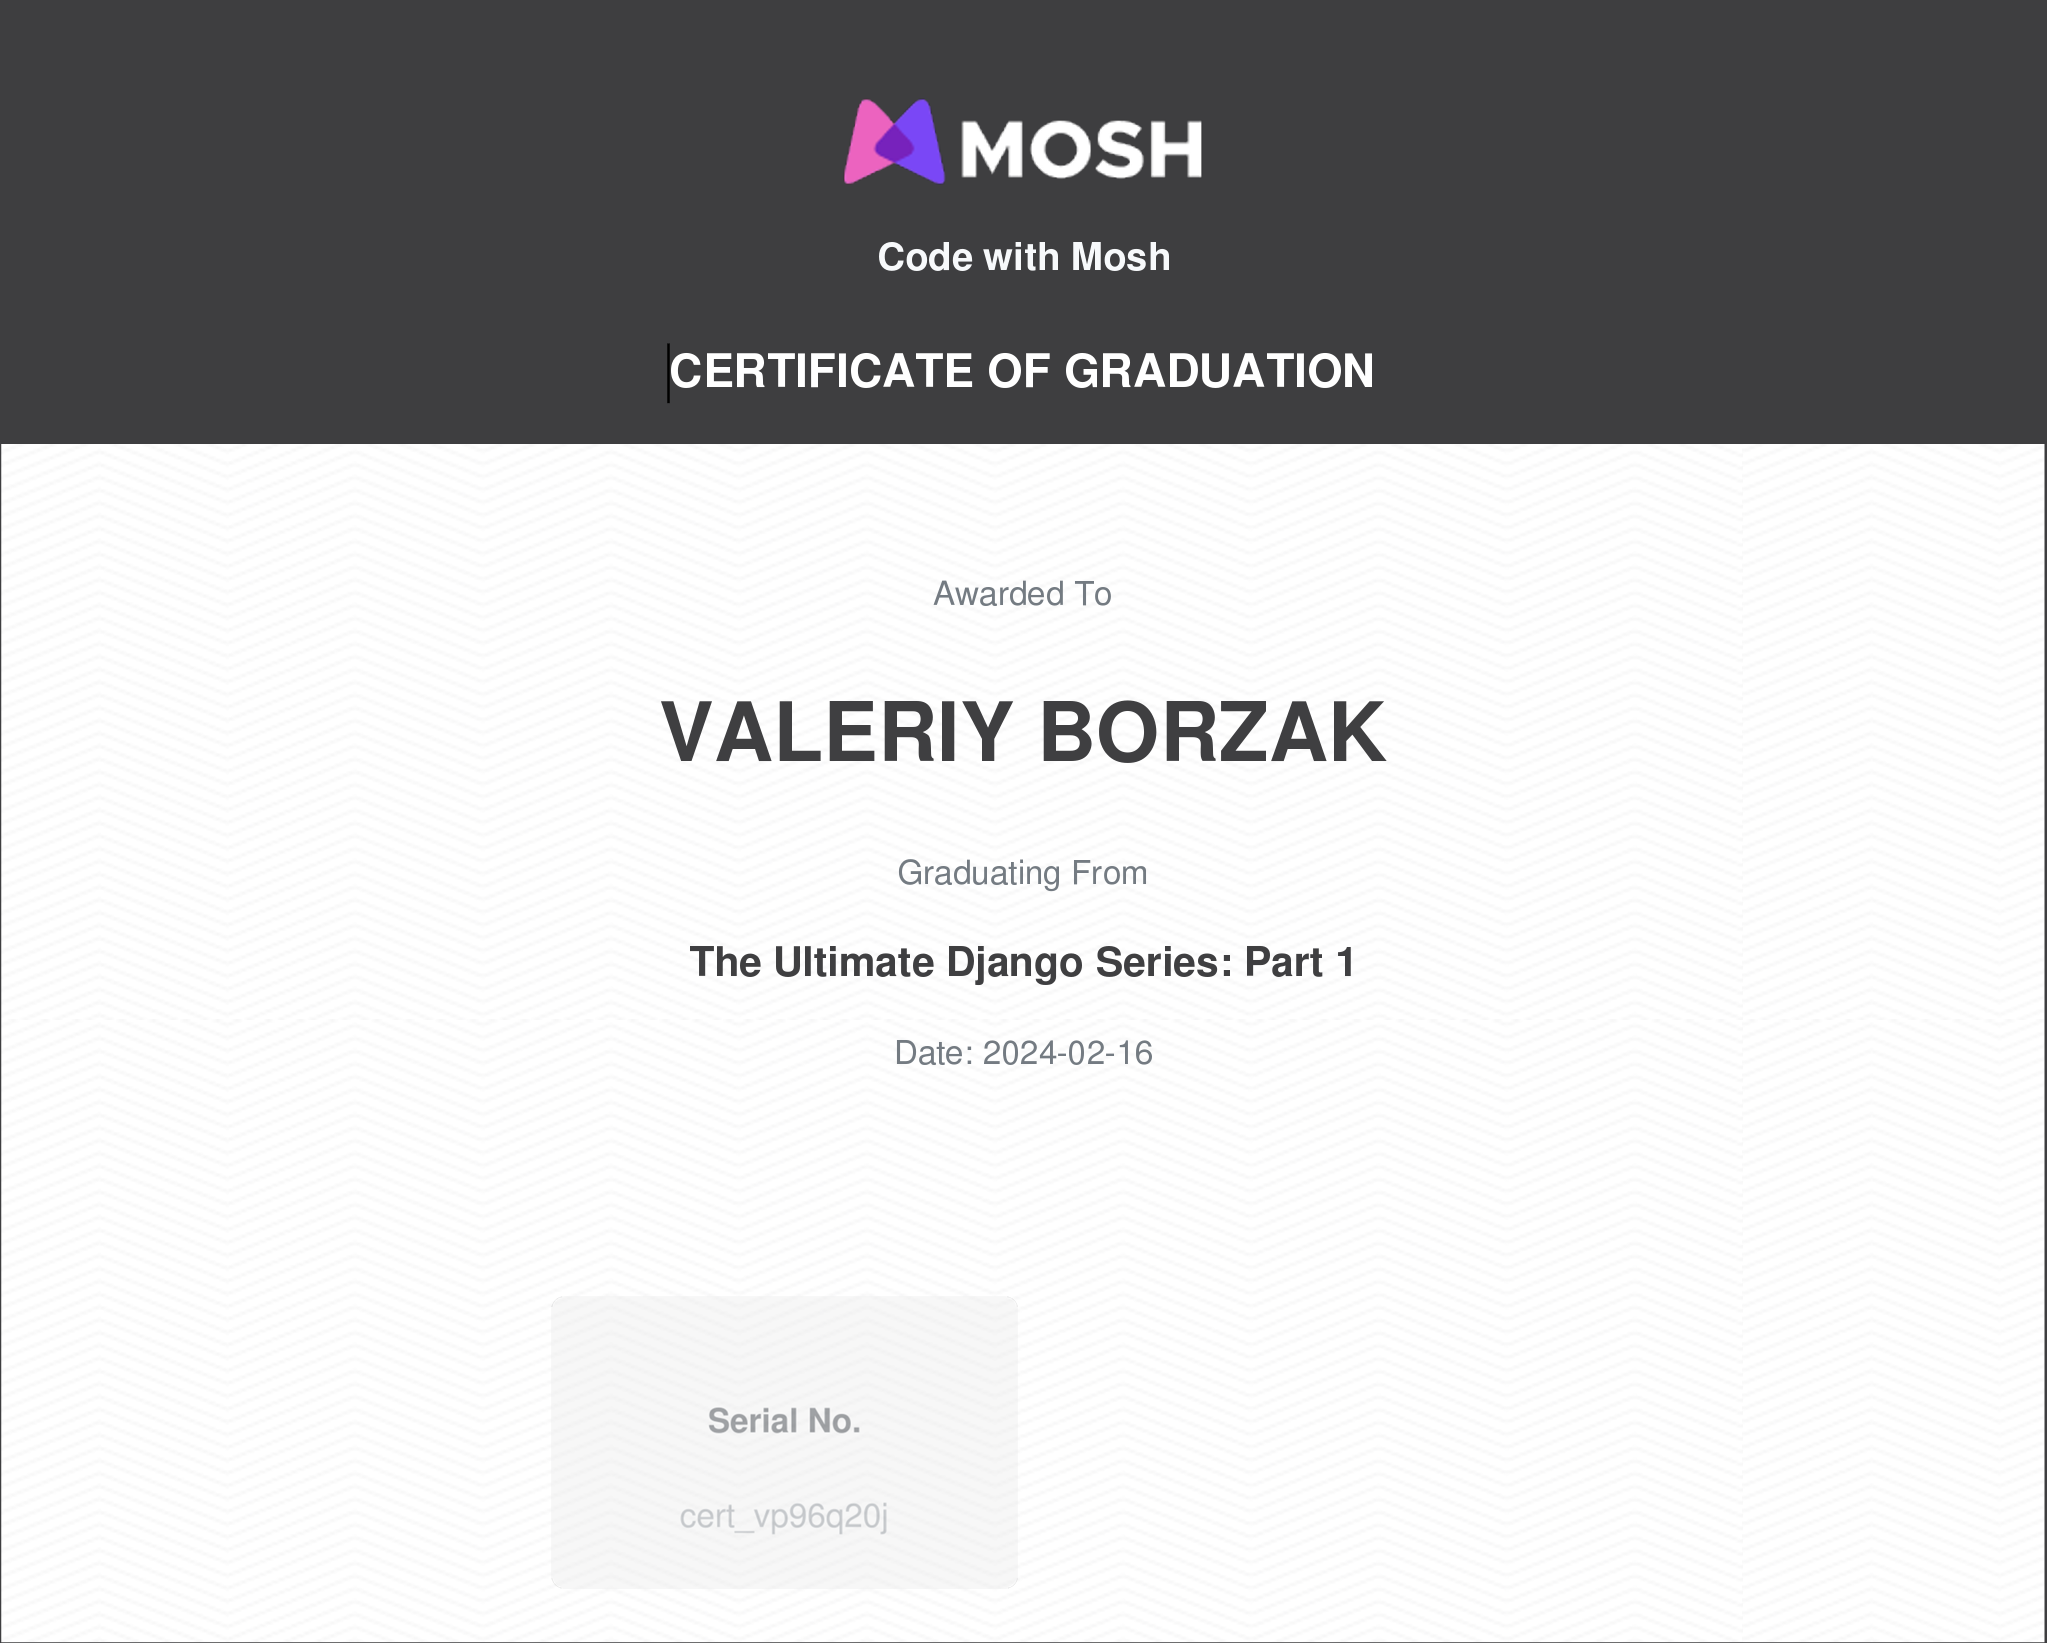 MOSH
Code with Mosh
CERTIFICATE OF GRADUATION
Awarded To
VALERIY BORZAK
Graduating From
The Ultimate Django Series: Part 1
Date: 2024-02-16
Serial No.
cert_vp96q20j